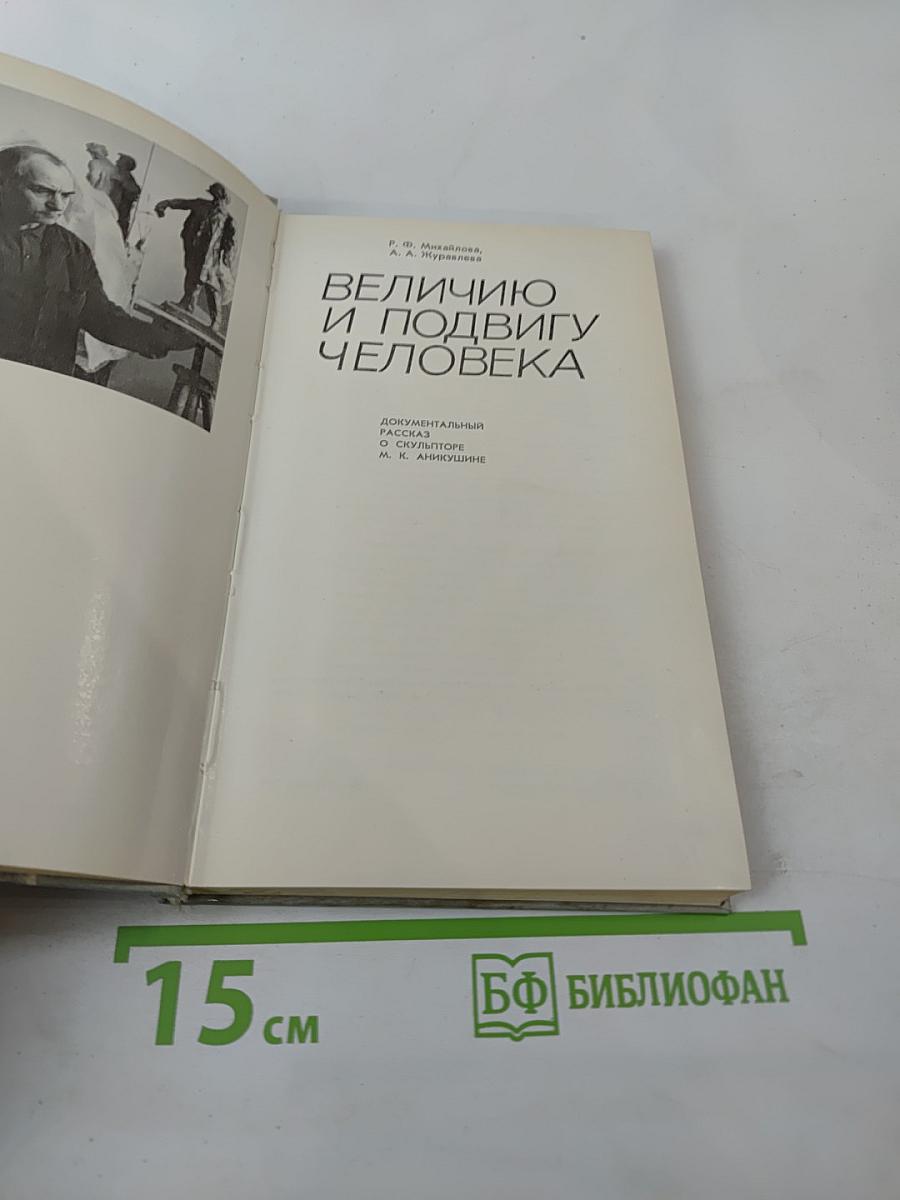 Р. Ф. Михайлова,
А. А. Журавлева
ВЕЛИЧИЮ
И ПОДВИГУ
ЧЕЛОВЕКА
ДОКУМЕНТАЛЬНЫЙ
РАССКАЗ
О СКУЛЬПТОРЕ
М. К. АНИКУШИНЕ
15 см
БФ БИБЛИОФАН